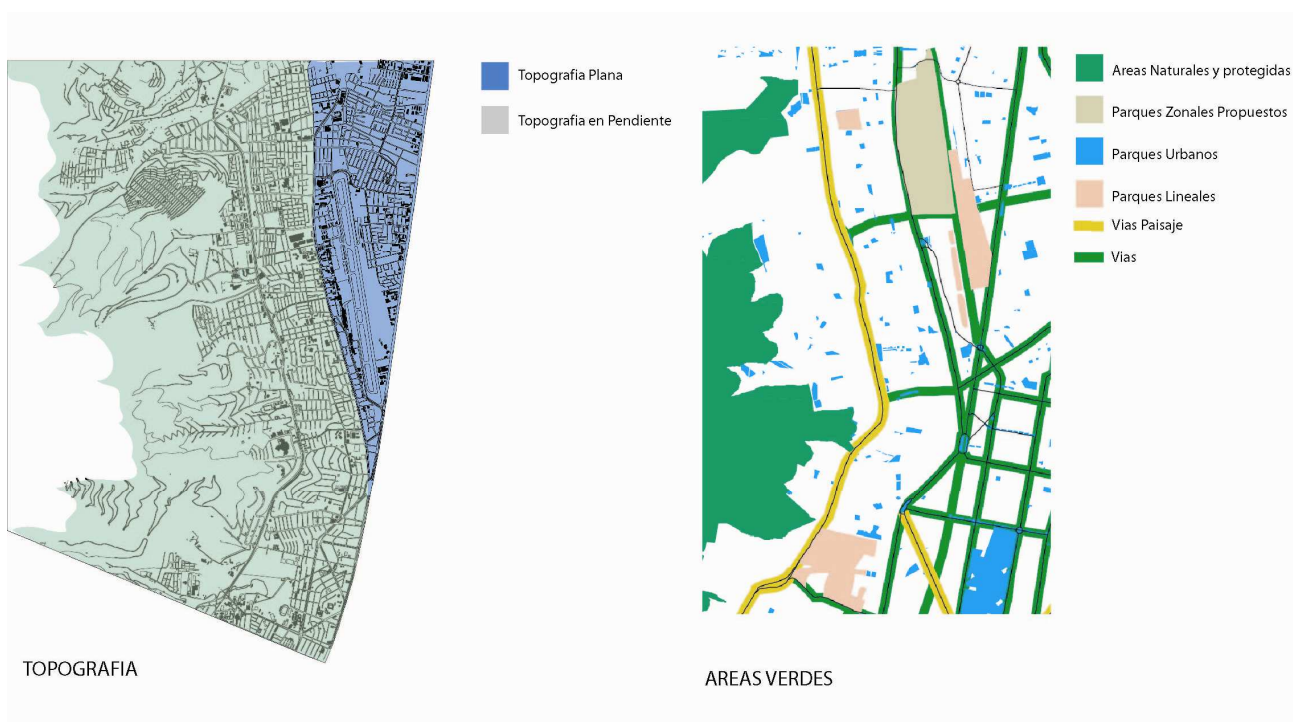 Topografia Plana
Topografia en Pendiente
TOPOGRAFIA
Areas Naturales y protegidas
Parques Zonales Propuestos
Parques Urbanos
Parques Lineales
Vias Paisaje
Vias
AREAS VERDES